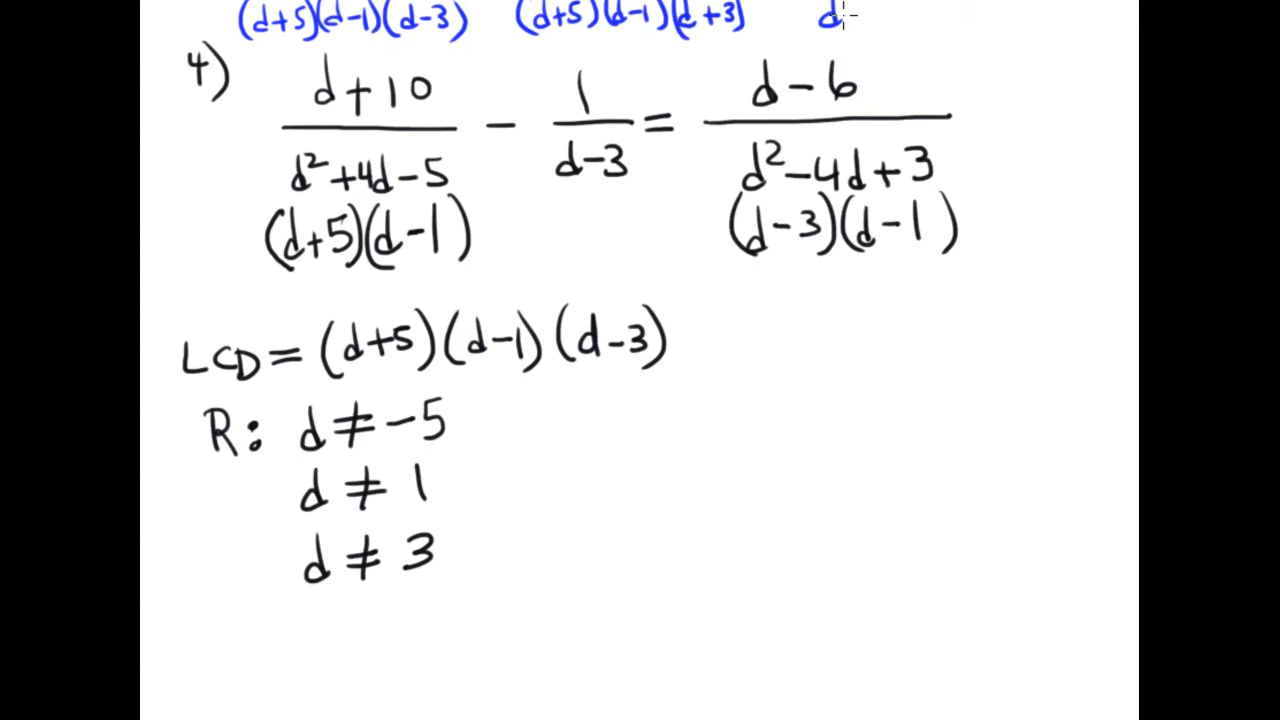 (d+5)(d-1)(d-3) (d+5)(d-1)(d+3) d-
4) d+10 1 d-6
— - — = —
d²+4d-5 d-3 d²-4d+3
(d+5)(d-1) (d-3)(d-1)
LCD = (d+5)(d-1)(d-3)
R: d≠-5
d≠1
d≠3